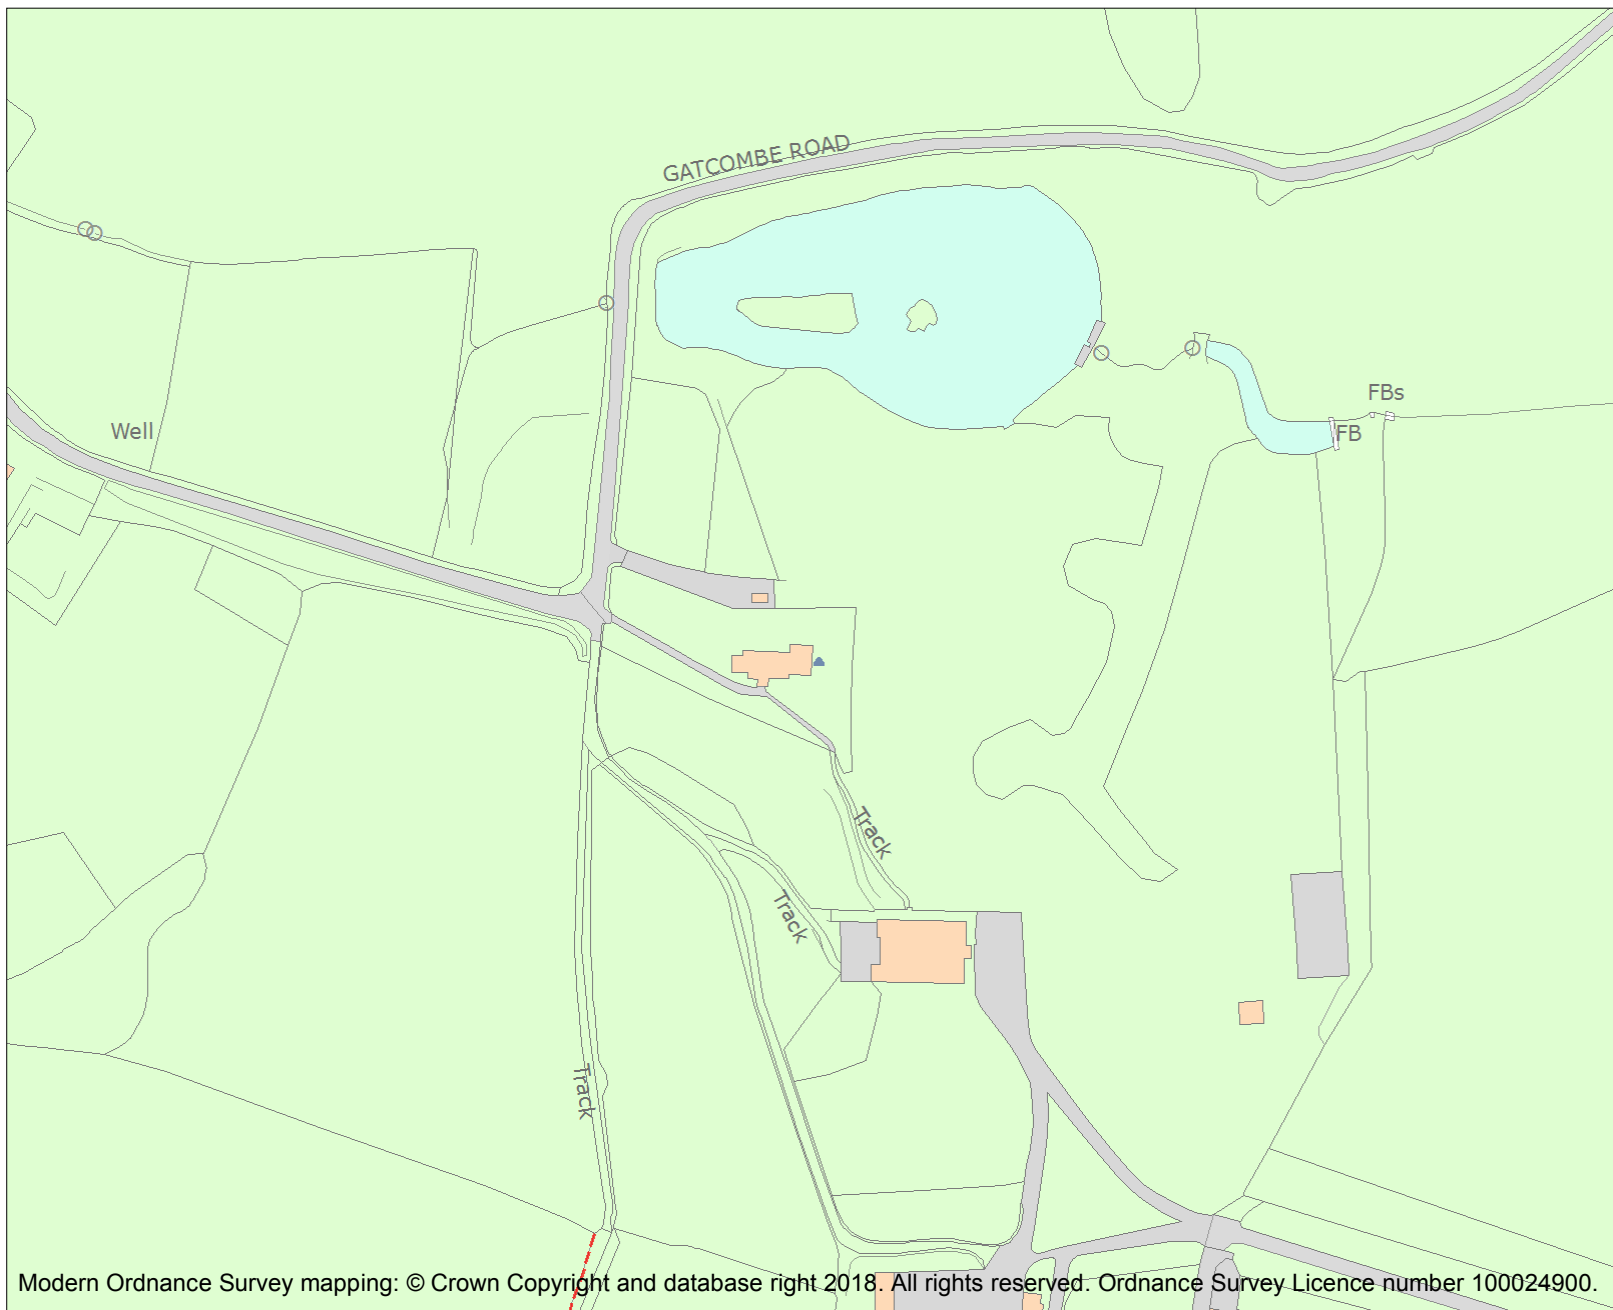 GATCOMBE ROAD
FBs
Well
FB
Track
Track
Track
Modern Ordnance Survey mapping: © Crown Copyright and database right 2018. All rights reserved. Ordnance Survey Licence number 100024900.